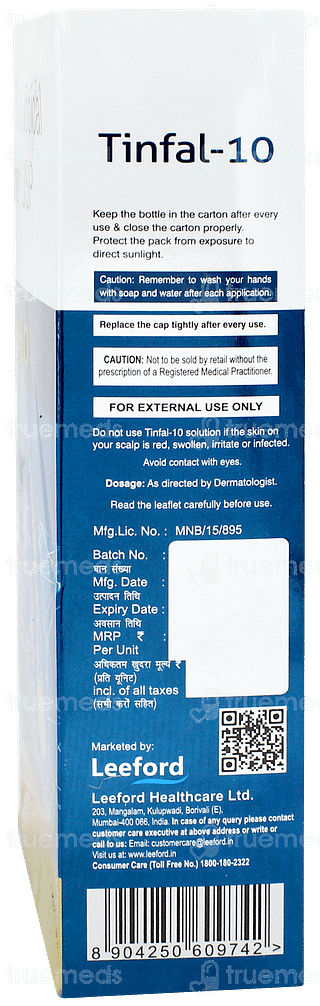 Tinfal-10
Keep the bottle in the carton after every
use & close the carton properly.
Protect the pack from exposure to
direct sunlight.
Caution: Remember to wash your hands
with soap and water after each application.
Replace the cap tightly after every use.
CAUTION: Not to be sold by retail without the
prescription of a Registered Medical Practitioner.
FOR EXTERNAL USE ONLY
Do not use Tinfal-10 solution if the skin on
your scalp is red, swollen, irritate or infected.
Avoid contact with eyes.
Dosage: As directed by Dermatologist.
Read the leaflet carefully before use.
Mfg.Lic. No. : MNB/15/895
Batch No. :
घान संख्या
Mfg. Date :
उत्पादन तिथि
Expiry Date :
अवसान तिथि
MRP ₹ :
Per Unit
अधिकतम खुदरा मूल्य ₹
(प्रति यूनिट)
incl. of all taxes
(सभी करों सहित)
Marketed by:
Leeford
Leeford Healthcare Ltd.
203, Mangalam, Kulupwadi, Borivali (E),
Mumbai-400 066, India. In case of any query please contact
customer care executive at above address or write or
call to us: Email: customercare@leeford.in
Visit us at: www.leeford.in
Consumer Care (Toll Free No.) 1800-180-2322
8 904250 609742 >
truemeds